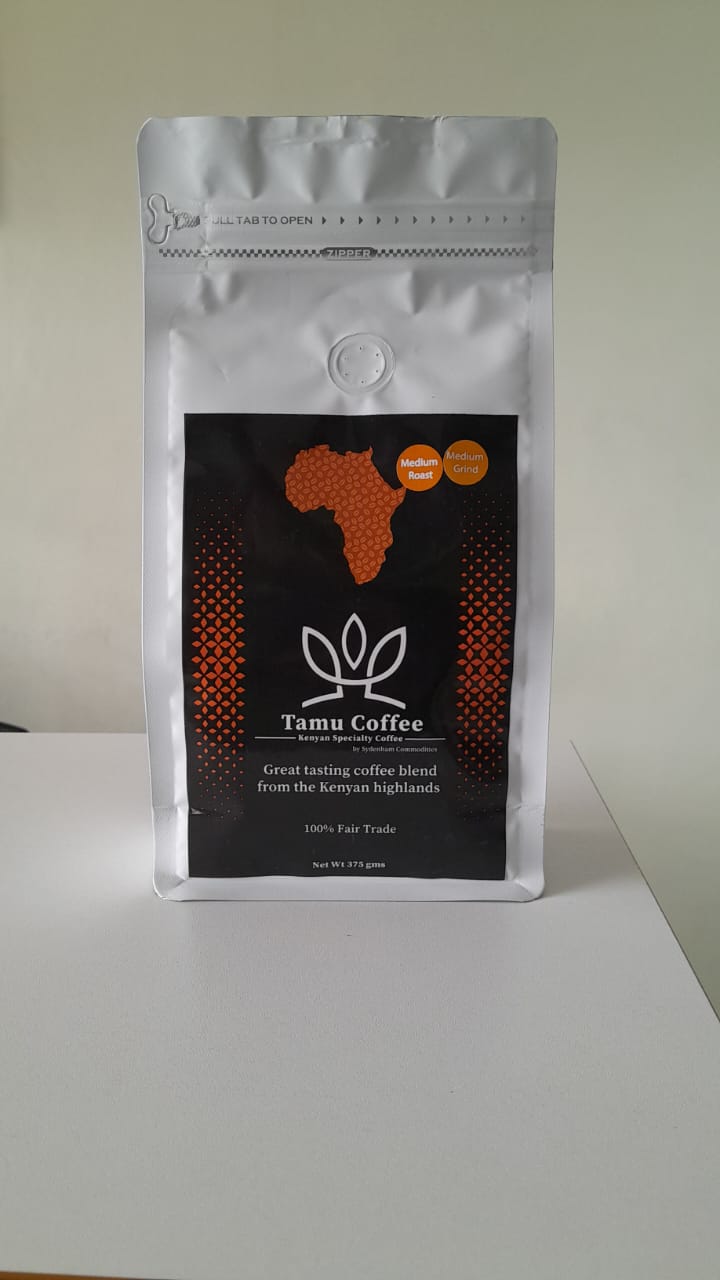 PULL TAB TO OPEN
ZIPPER
Medium
Roast
Medium
Grind
Tamu Coffee
Kenyan Specialty Coffee
by Sydenham Commodities
Great tasting coffee blend
from the Kenyan highlands
100% Fair Trade
Net Wt 375 gms